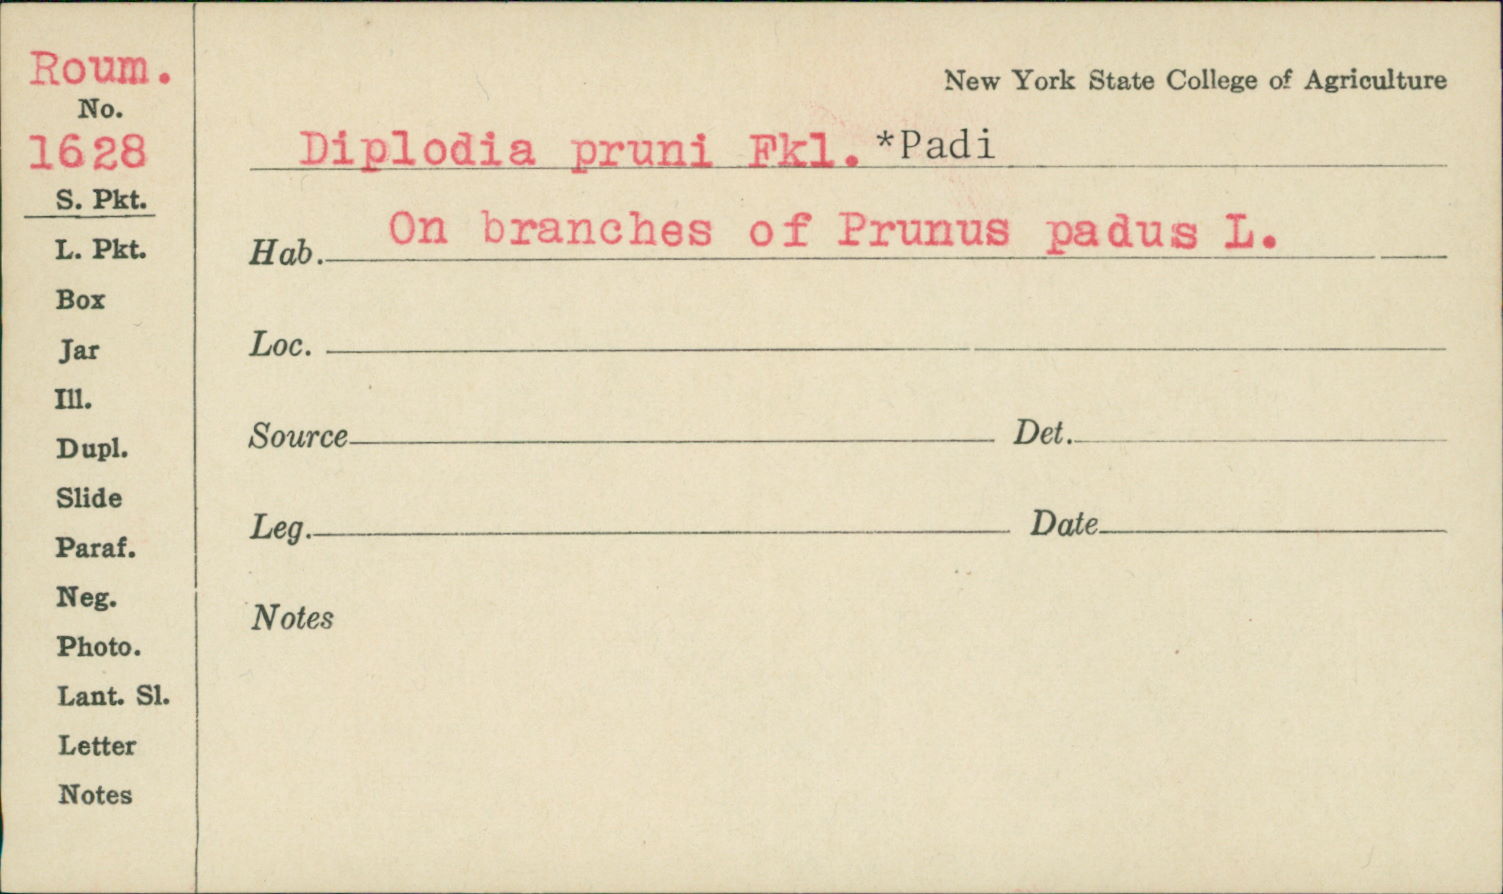 Roum.
No.
1628
S. Pkt.
L. Pkt.
Box
Jar
Ill.
Dupl.
Slide
Paraf.
Neg.
Photo.
Lant. Sl.
Letter
Notes
New York State College of Agriculture
Diplodia pruni Fkl. *Padi
Hab. On branches of Prunus padus L.
Loc.
Source Det.
Leg. Date
Notes